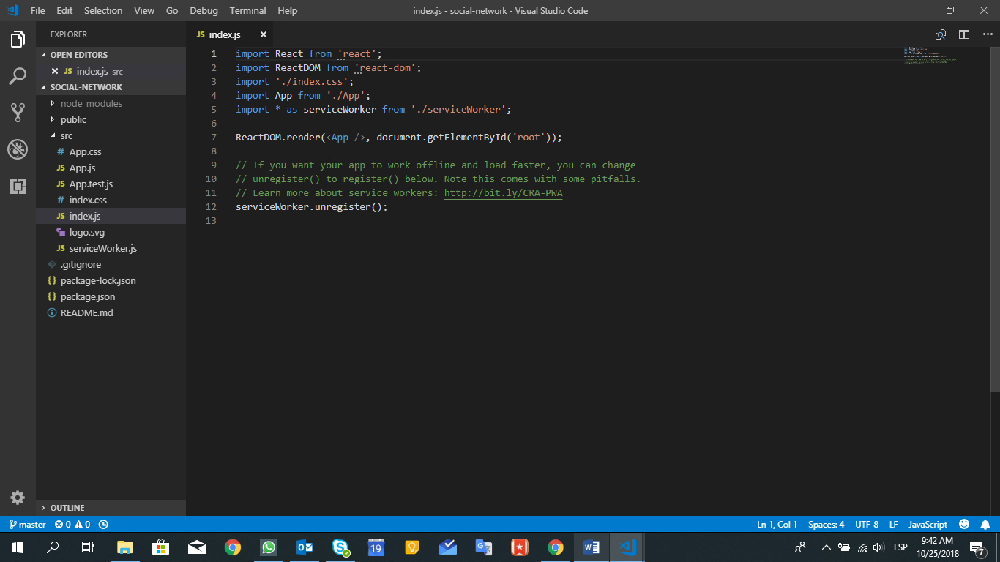 File Edit Selection View Go Debug Terminal Help
index.js - social-network - Visual Studio Code
EXPLORER
OPEN EDITORS
JS index.js src
SOCIAL-NETWORK
node_modules
public
src
# App.css
JS App.js
JS App.test.js
# index.css
JS index.js
logo.svg
JS serviceWorker.js
.gitignore
{} package-lock.json
{} package.json
README.md
OUTLINE
JS index.js
1 import React from 'react';
2 import ReactDOM from 'react-dom';
3 import './index.css';
4 import App from './App';
5 import * as serviceWorker from './serviceWorker';
6
7 ReactDOM.render(<App />, document.getElementById('root'));
8
9 // If you want your app to work offline and load faster, you can change
10 // unregister() to register() below. Note this comes with some pitfalls.
11 // Learn more about service workers: http://bit.ly/CRA-PWA
12 serviceWorker.unregister();
13
master 0 0
Ln 1, Col 1 Spaces: 4 UTF-8 LF JavaScript
19
ESP
9:42 AM
10/25/2018
7